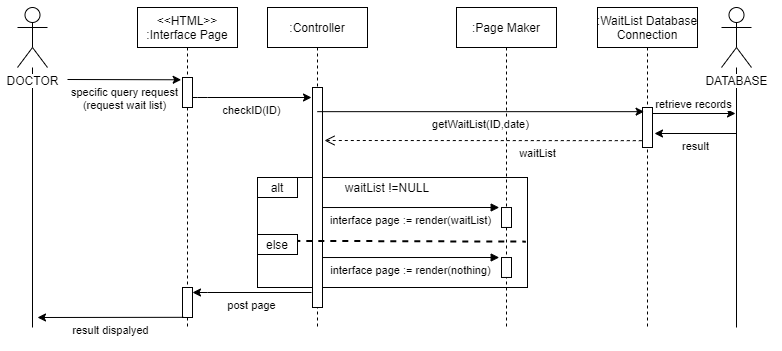 <<HTML>>
:Interface Page
:Controller
:Page Maker
:WaitList Database
Connection
DOCTOR
DATABASE
specific query request
(request wait list)
checkID(ID)
getWaitList(ID,date)
retrieve records
result
waitList
alt
waitList !=NULL
interface page := render(waitList)
else
interface page := render(nothing)
post page
result dispalyed